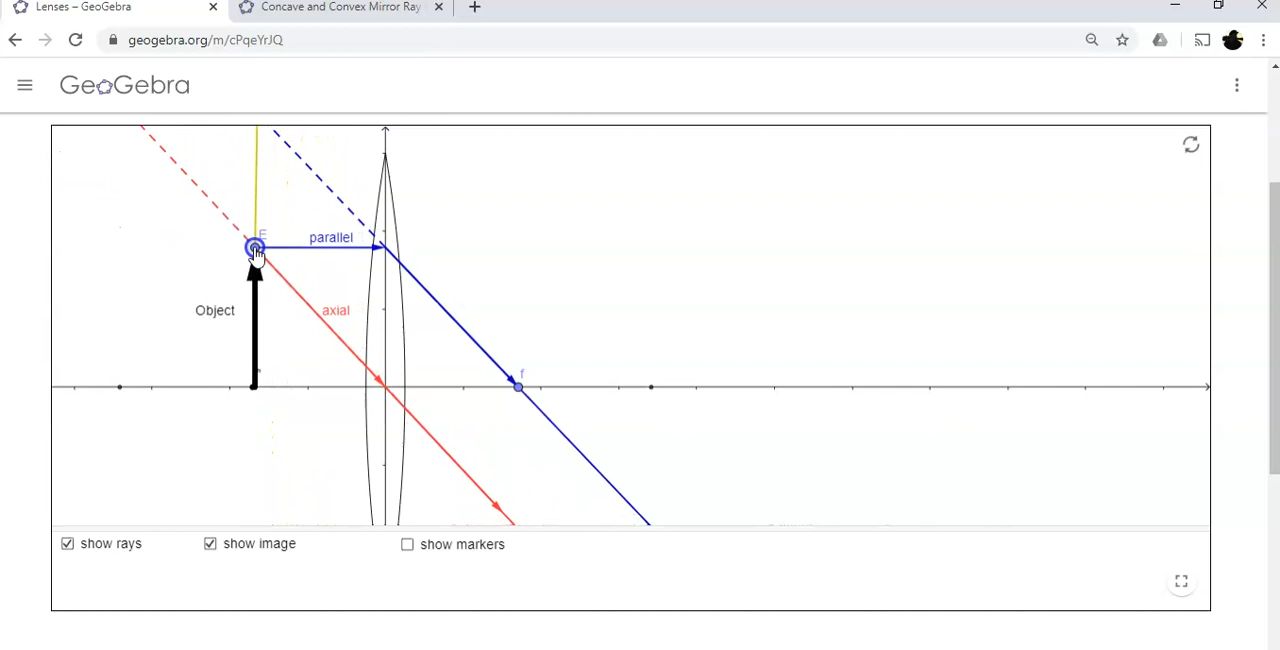 Lenses – GeoGebra
Concave and Convex Mirror Ray
geogebra.org/m/cPqeYrJQ
GeoGebra
E
parallel
Object
axial
f
show rays
show image
show markers